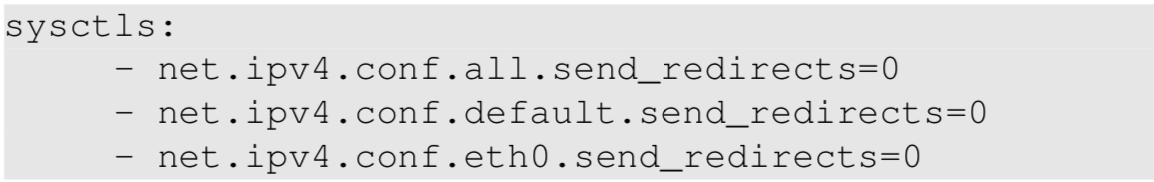 sysctls:
- net.ipv4.conf.all.send_redirects=0
- net.ipv4.conf.default.send_redirects=0
- net.ipv4.conf.eth0.send_redirects=0